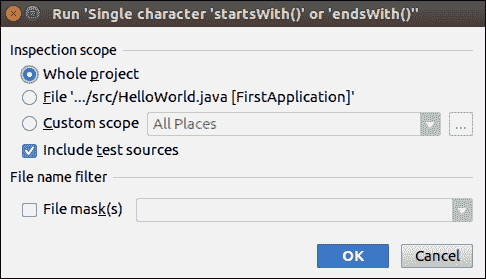 Run 'Single character 'startsWith()' or 'endsWith()''
Inspection scope
Whole project
File '.../src/HelloWorld.java [FirstApplication]'
Custom scope All Places ...
Include test sources
File name filter
File mask(s)
OK Cancel